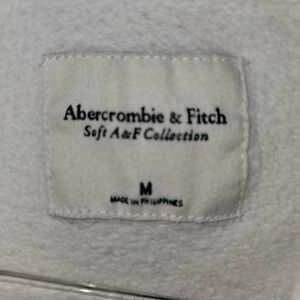 Abercrombie & Fitch
Soft A&F Collection
M
MADE IN PHILIPPINES